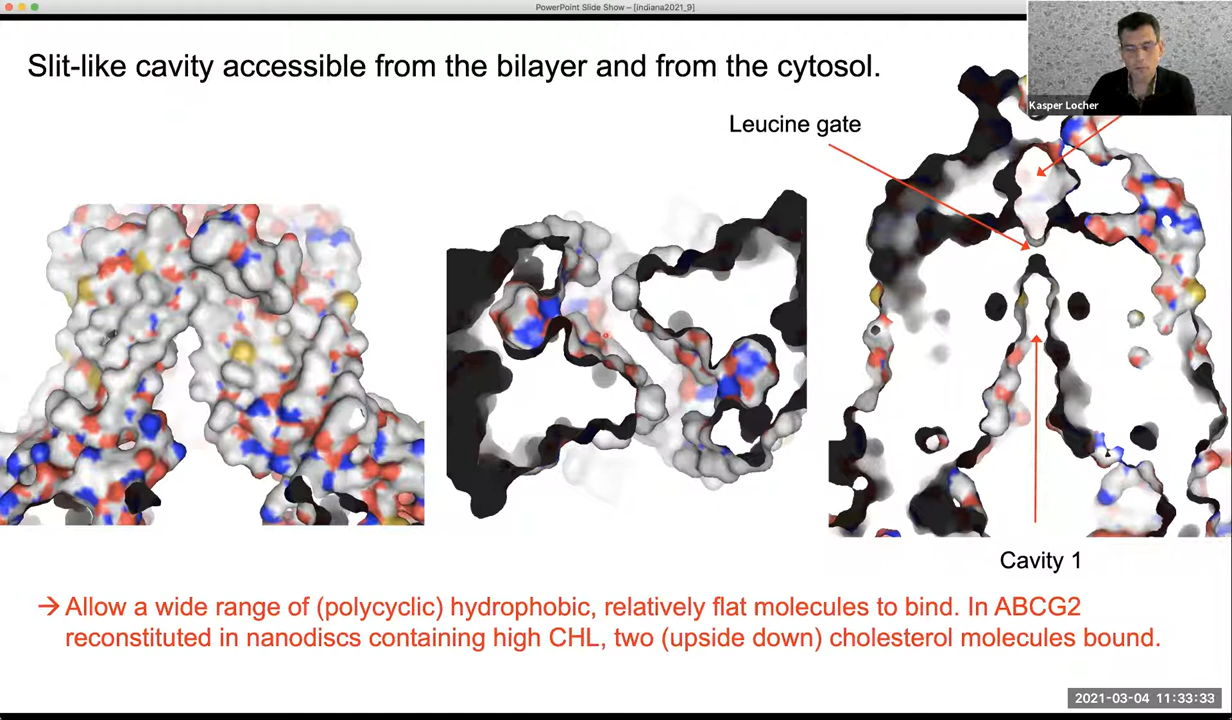 PowerPoint Slide Show – [indiana2021_9]
Slit-like cavity accessible from the bilayer and from the cytosol.
Kasper Locher
Leucine gate
Cavity 1
→ Allow a wide range of (polycyclic) hydrophobic, relatively flat molecules to bind. In ABCG2
reconstituted in nanodiscs containing high CHL, two (upside down) cholesterol molecules bound.
2021-03-04 11:33:33